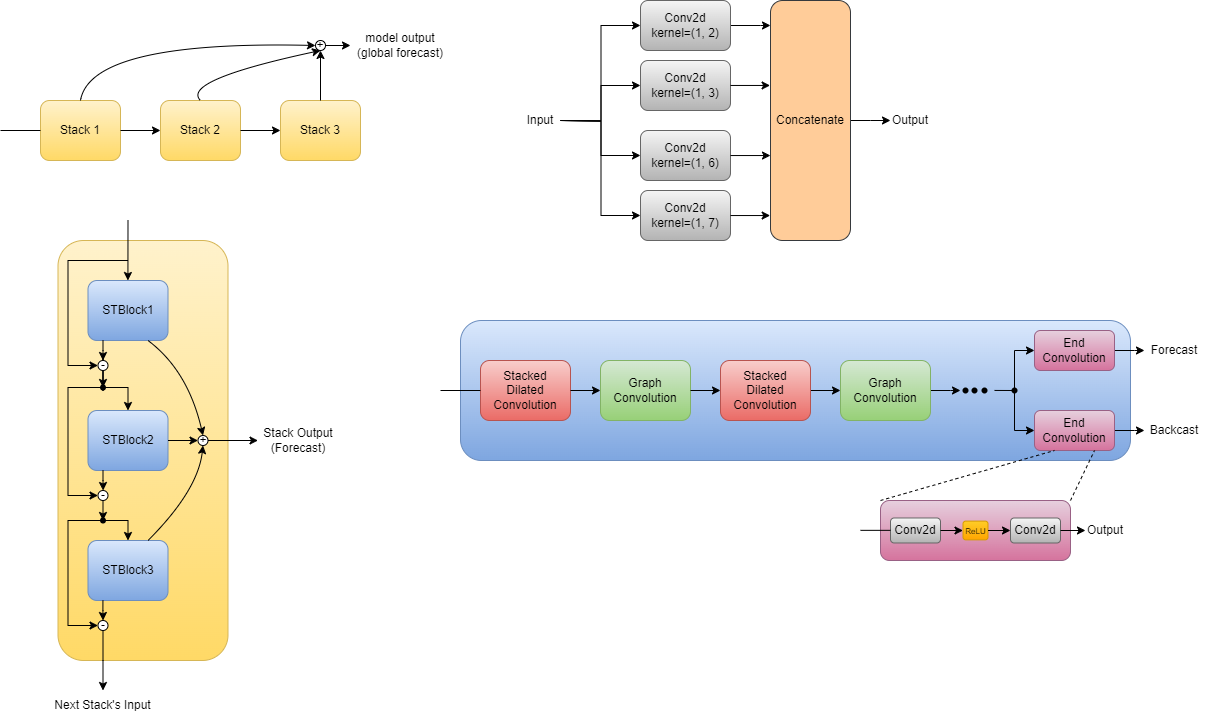 model output
(global forecast)
Stack 1
Stack 2
Stack 3
Conv2d
kernel=(1, 2)
Conv2d
kernel=(1, 3)
Input
Concatenate
Output
Conv2d
kernel=(1, 6)
Conv2d
kernel=(1, 7)
STBlock1
-
STBlock2
+
Stack Output
(Forecast)
-
STBlock3
-
Next Stack's Input
Stacked
Dilated
Convolution
Graph
Convolution
Stacked
Dilated
Convolution
Graph
Convolution
End
Convolution
Forecast
End
Convolution
Backcast
Conv2d
ReLU
Conv2d
Output